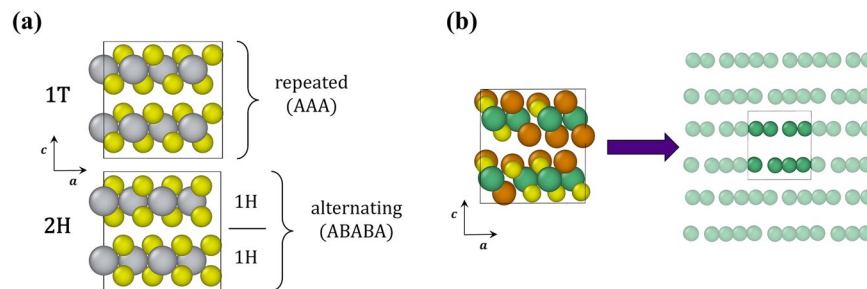 (a)
1T
repeated
(AAA)
c
a
2H
1H
1H
alternating
(ABABA)
(b)
c
a